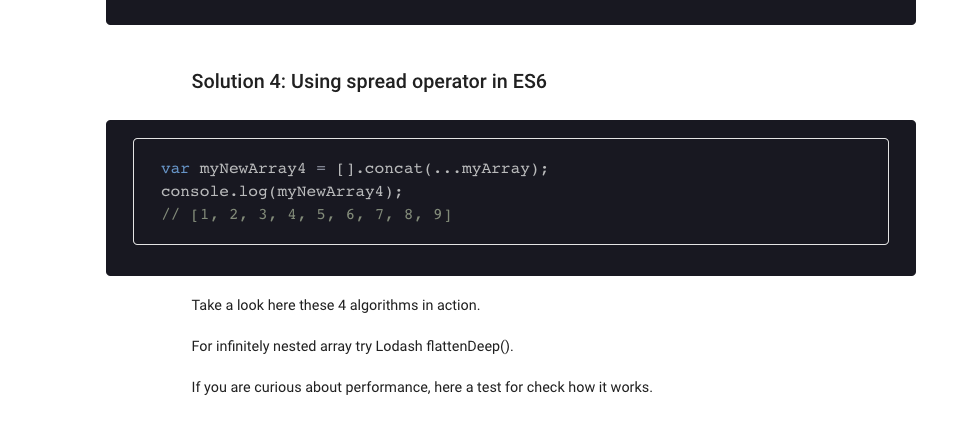 Solution 4: Using spread operator in ES6
var myNewArray4 = [].concat(...myArray);
console.log(myNewArray4);
// [1, 2, 3, 4, 5, 6, 7, 8, 9]
Take a look here these 4 algorithms in action.
For infinitely nested array try Lodash flattenDeep().
If you are curious about performance, here a test for check how it works.